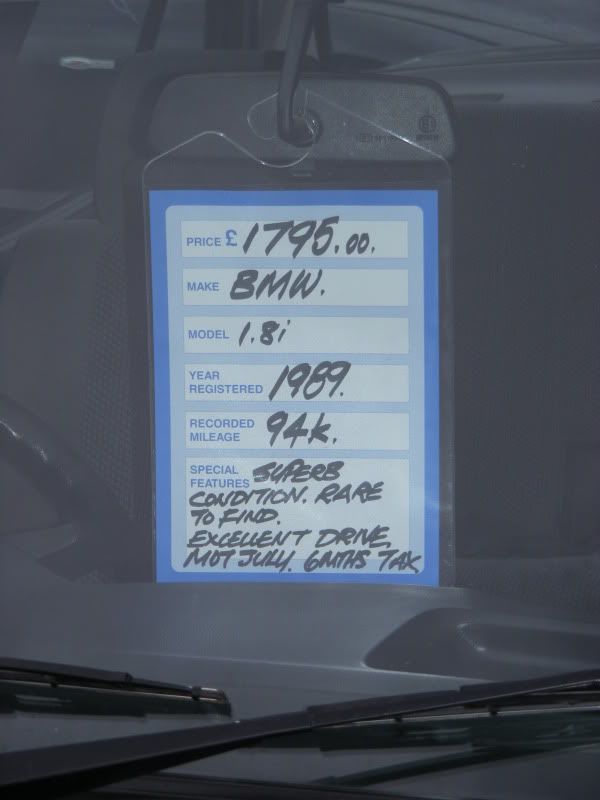 PRICE £ 1795.00.
MAKE BMW.
MODEL 1.8i
YEAR REGISTERED 1989.
RECORDED MILEAGE 94k.
SPECIAL FEATURES SUPERB
CONDITION. RARE
TO FIND.
EXCELLENT DRIVE.
MOT JULY. 6MTHS TAX